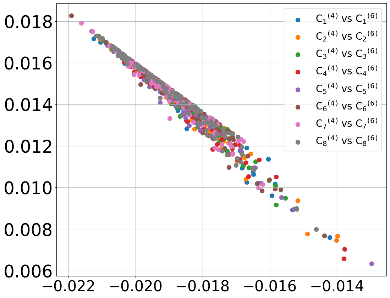 0.018
0.016
0.014
0.012
0.010
0.008
0.006
−0.022 −0.020 −0.018 −0.016 −0.014
C₁⁽⁴⁾ vs C₁⁽⁶⁾
C₂⁽⁴⁾ vs C₂⁽⁶⁾
C₃⁽⁴⁾ vs C₃⁽⁶⁾
C₄⁽⁴⁾ vs C₄⁽⁶⁾
C₅⁽⁴⁾ vs C₅⁽⁶⁾
C₆⁽⁴⁾ vs C₆⁽⁶⁾
C₇⁽⁴⁾ vs C₇⁽⁶⁾
C₈⁽⁴⁾ vs C₈⁽⁶⁾